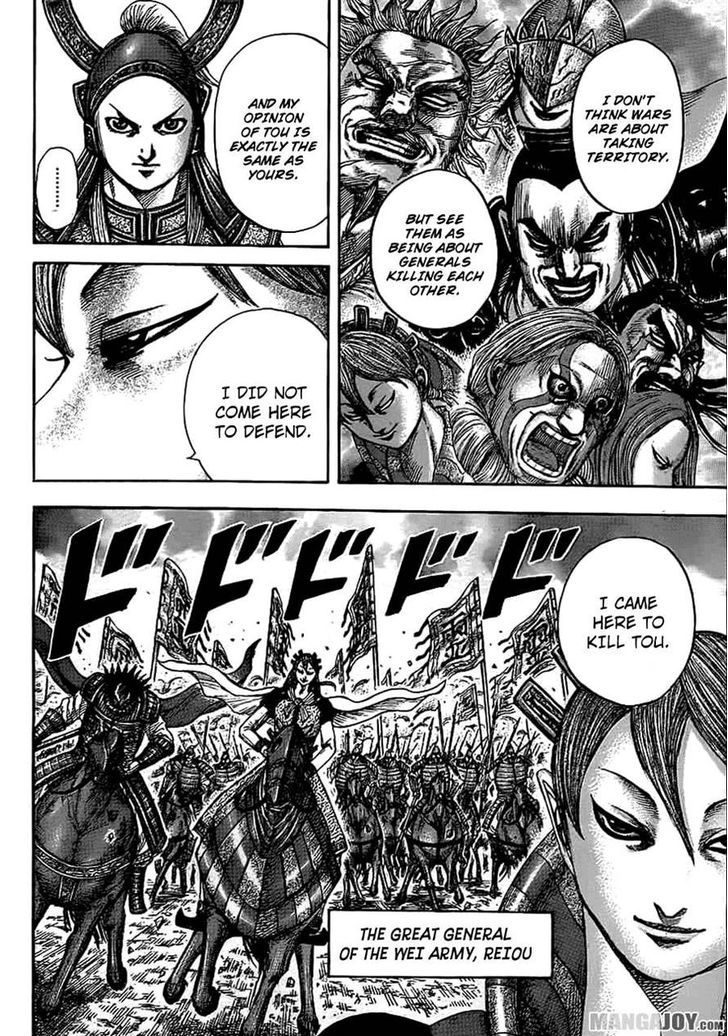 I DON'T
THINK WARS
ARE ABOUT
TAKING
TERRITORY.
BUT SEE
THEM AS
BEING ABOUT
GENERALS
KILLING EACH
OTHER.
AND MY
OPINION
OF TOU IS
EXACTLY
THE SAME AS
YOURS.
........
I DID NOT
COME HERE
TO DEFEND.
ドドドドド
I CAME
HERE TO
KILL TOU.
THE GREAT GENERAL
OF THE WEI ARMY, REIOU
MANGAJOY.COM